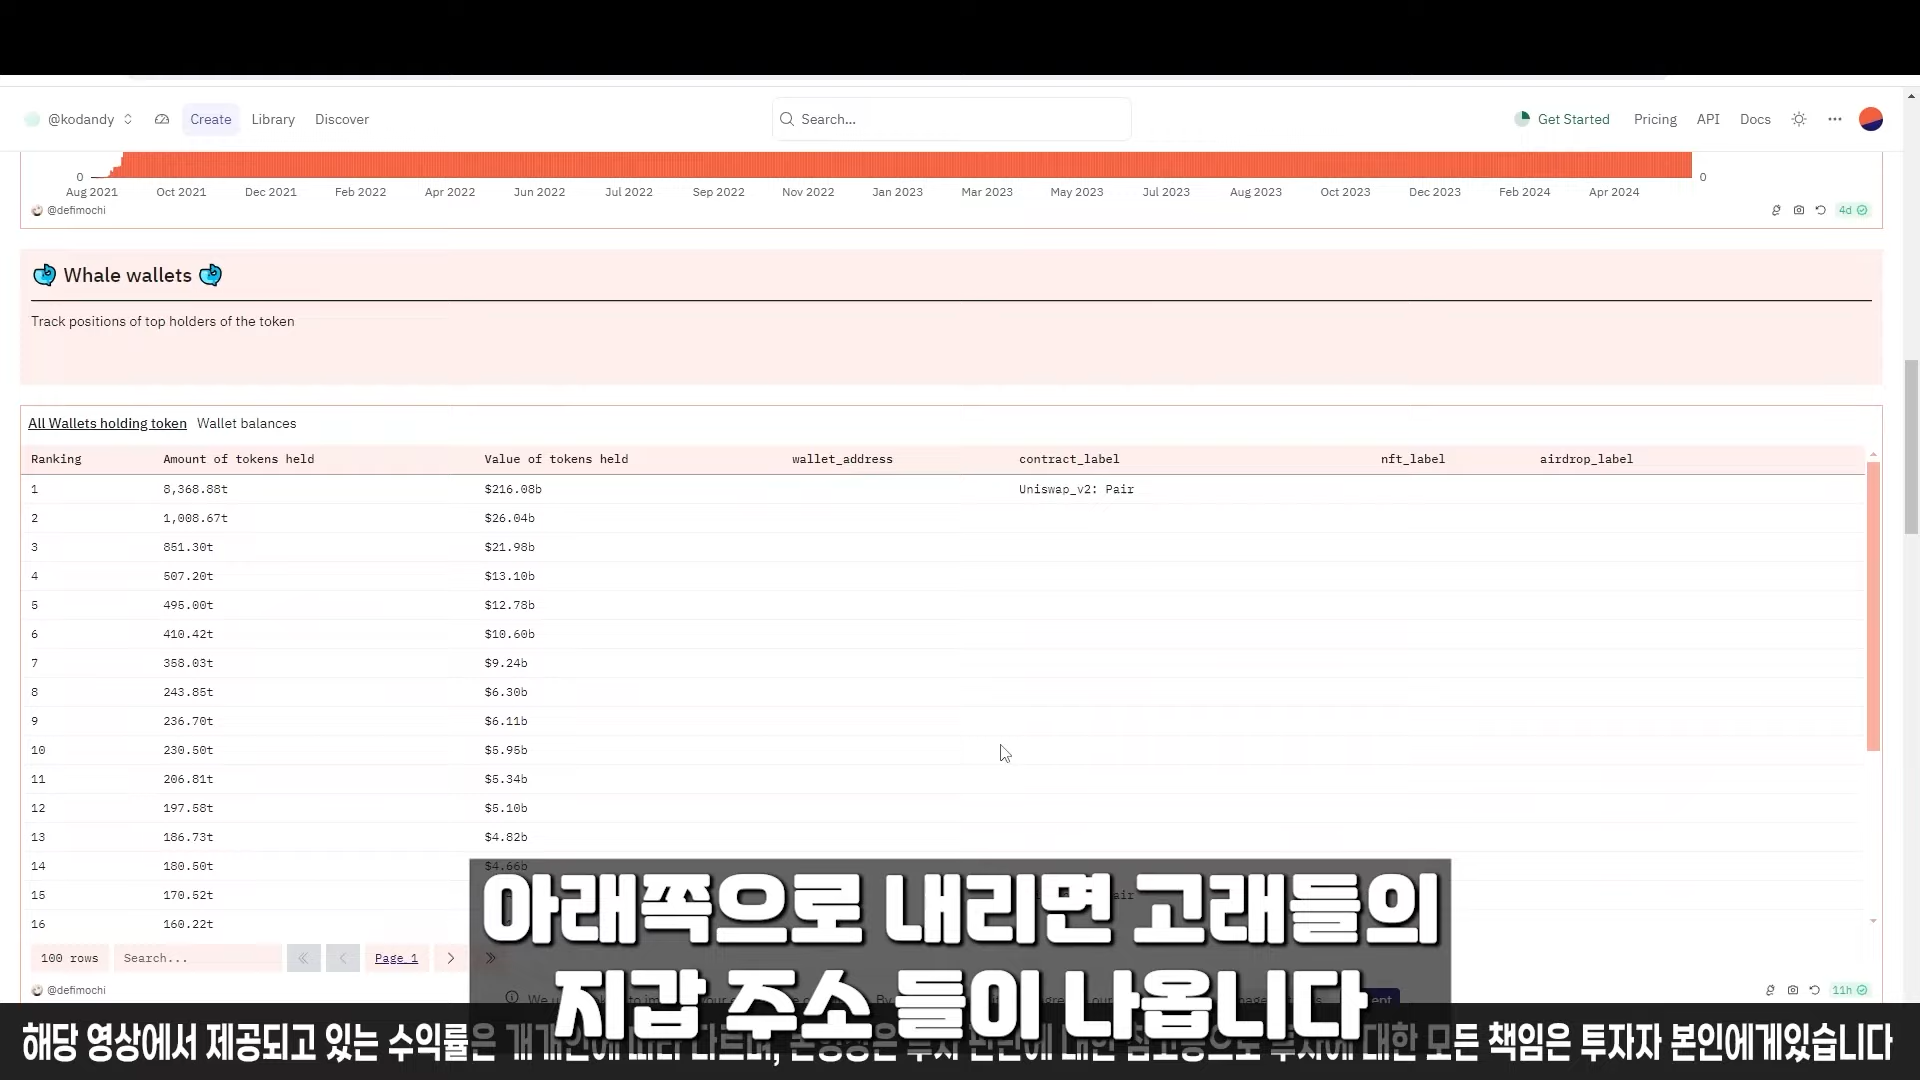 @kodandy Create Library Discover Search... Get Started Pricing API Docs
0 0
Aug 2021 Oct 2021 Dec 2021 Feb 2022 Apr 2022 Jun 2022 Jul 2022 Sep 2022 Nov 2022 Jan 2023 Mar 2023 May 2023 Jul 2023 Aug 2023 Oct 2023 Dec 2023 Feb 2024 Apr 2024
@defimochi 4d
Whale wallets
Track positions of top holders of the token
All Wallets holding token Wallet balances
Ranking Amount of tokens held Value of tokens held wallet_address contract_label nft_label airdrop_label
1 8,368.88t $216.08b Uniswap_v2: Pair
2 1,008.67t $26.04b
3 851.30t $21.98b
4 507.20t $13.10b
5 495.00t $12.78b
6 410.42t $10.60b
7 358.03t $9.24b
8 243.85t $6.30b
9 236.70t $6.11b
10 230.50t $5.95b
11 206.81t $5.34b
12 197.58t $5.10b
13 186.73t $4.82b
14 180.50t $4.66b
15 170.52t
16 160.22t
아래쪽으로 내리면 고래들의
지갑 주소 들이 나옵니다
100 rows Search... Page 1
@defimochi 11h
해당 영상에서 제공되고 있는 수익률은 대한 모든 책임은 투자자 본인에게있습니다